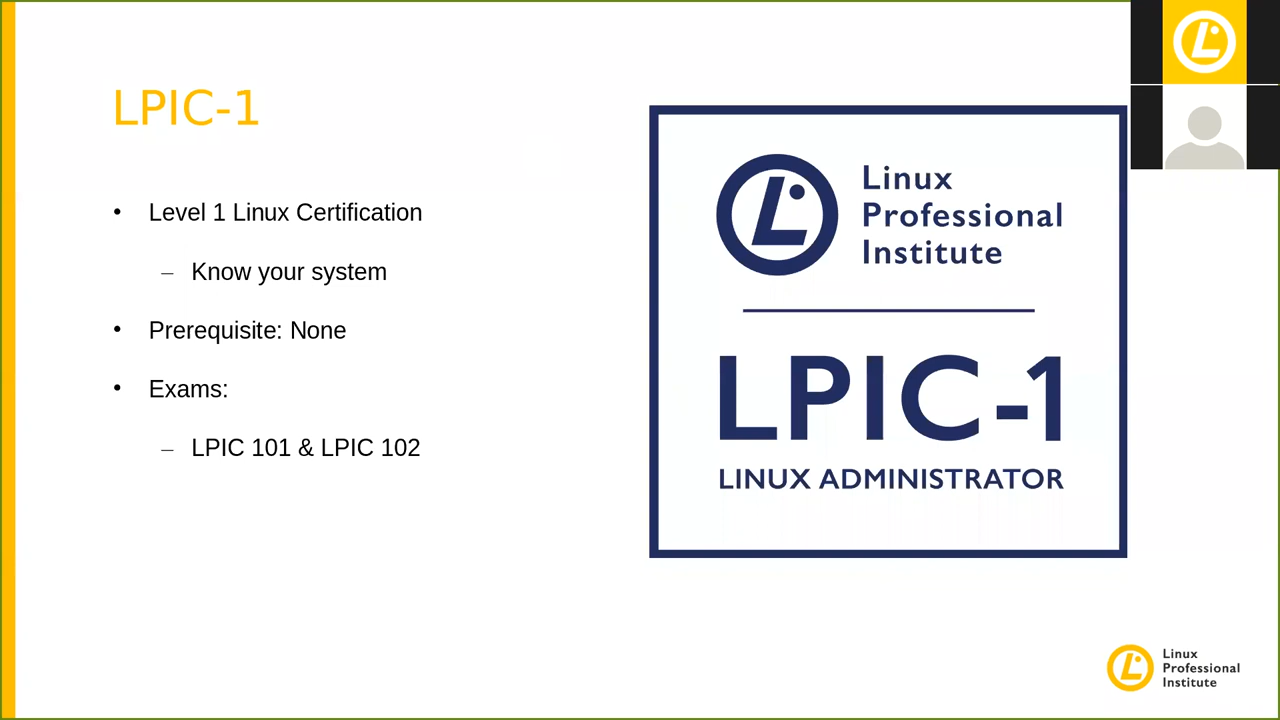 LPIC-1
• Level 1 Linux Certification
– Know your system
• Prerequisite: None
• Exams:
– LPIC 101 & LPIC 102
Linux
Professional
Institute
LPIC-1
LINUX ADMINISTRATOR
Linux
Professional
Institute